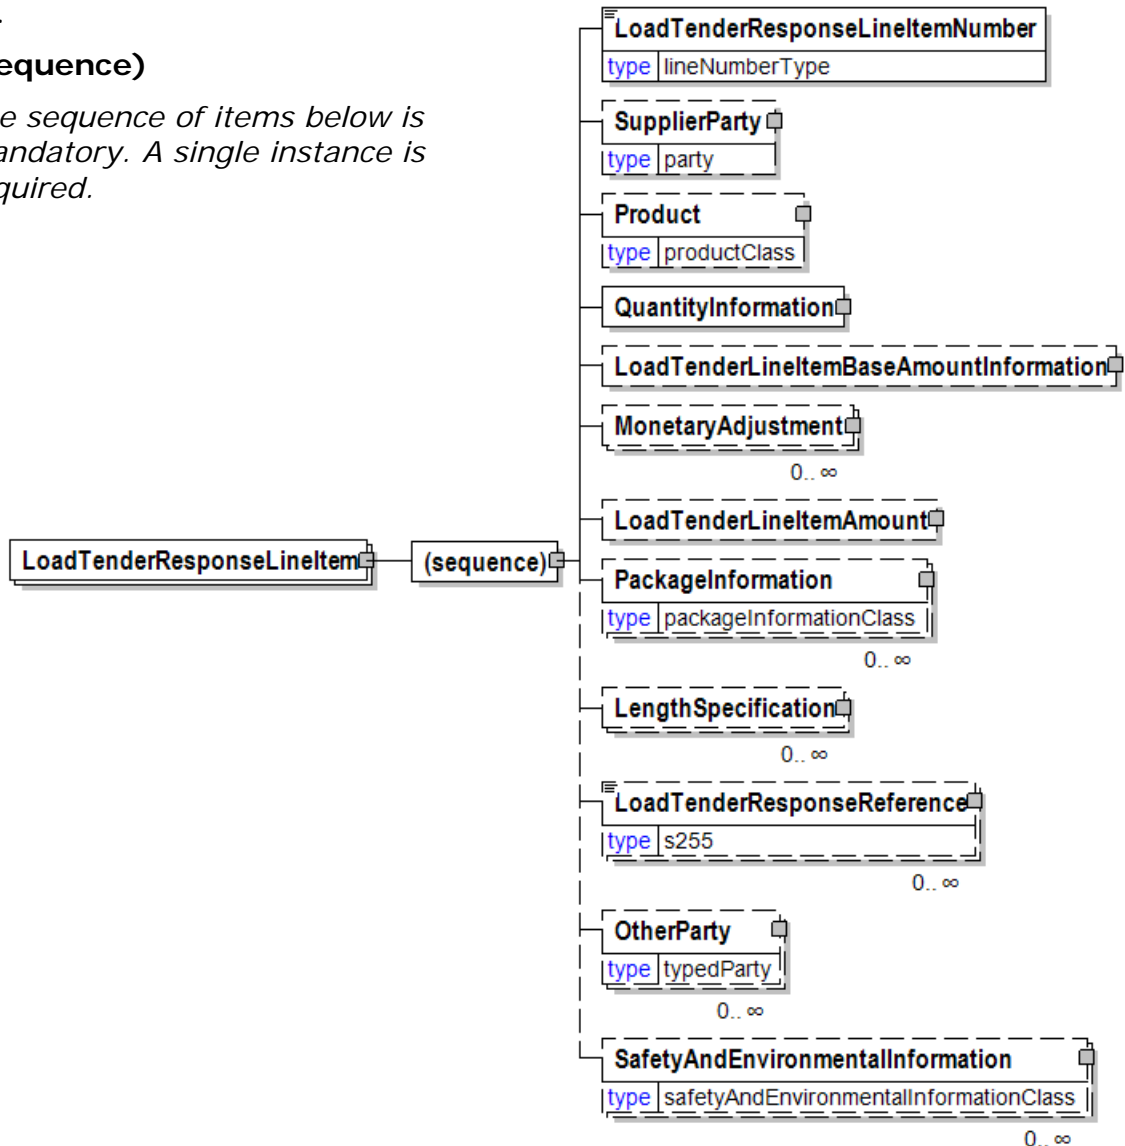 equence)
e sequence of items below is
andatory. A single instance is
quired.
LoadTenderResponseLineItem
(sequence)
LoadTenderResponseLineItemNumber
type lineNumberType
SupplierParty
type party
Product
type productClass
QuantityInformation
LoadTenderLineItemBaseAmountInformation
MonetaryAdjustment
0.. ∞
LoadTenderLineItemAmount
PackageInformation
type packageInformationClass
0.. ∞
LengthSpecification
0.. ∞
LoadTenderResponseReference
type s255
0.. ∞
OtherParty
type typedParty
0.. ∞
SafetyAndEnvironmentalInformation
type safetyAndEnvironmentalInformationClass
0.. ∞